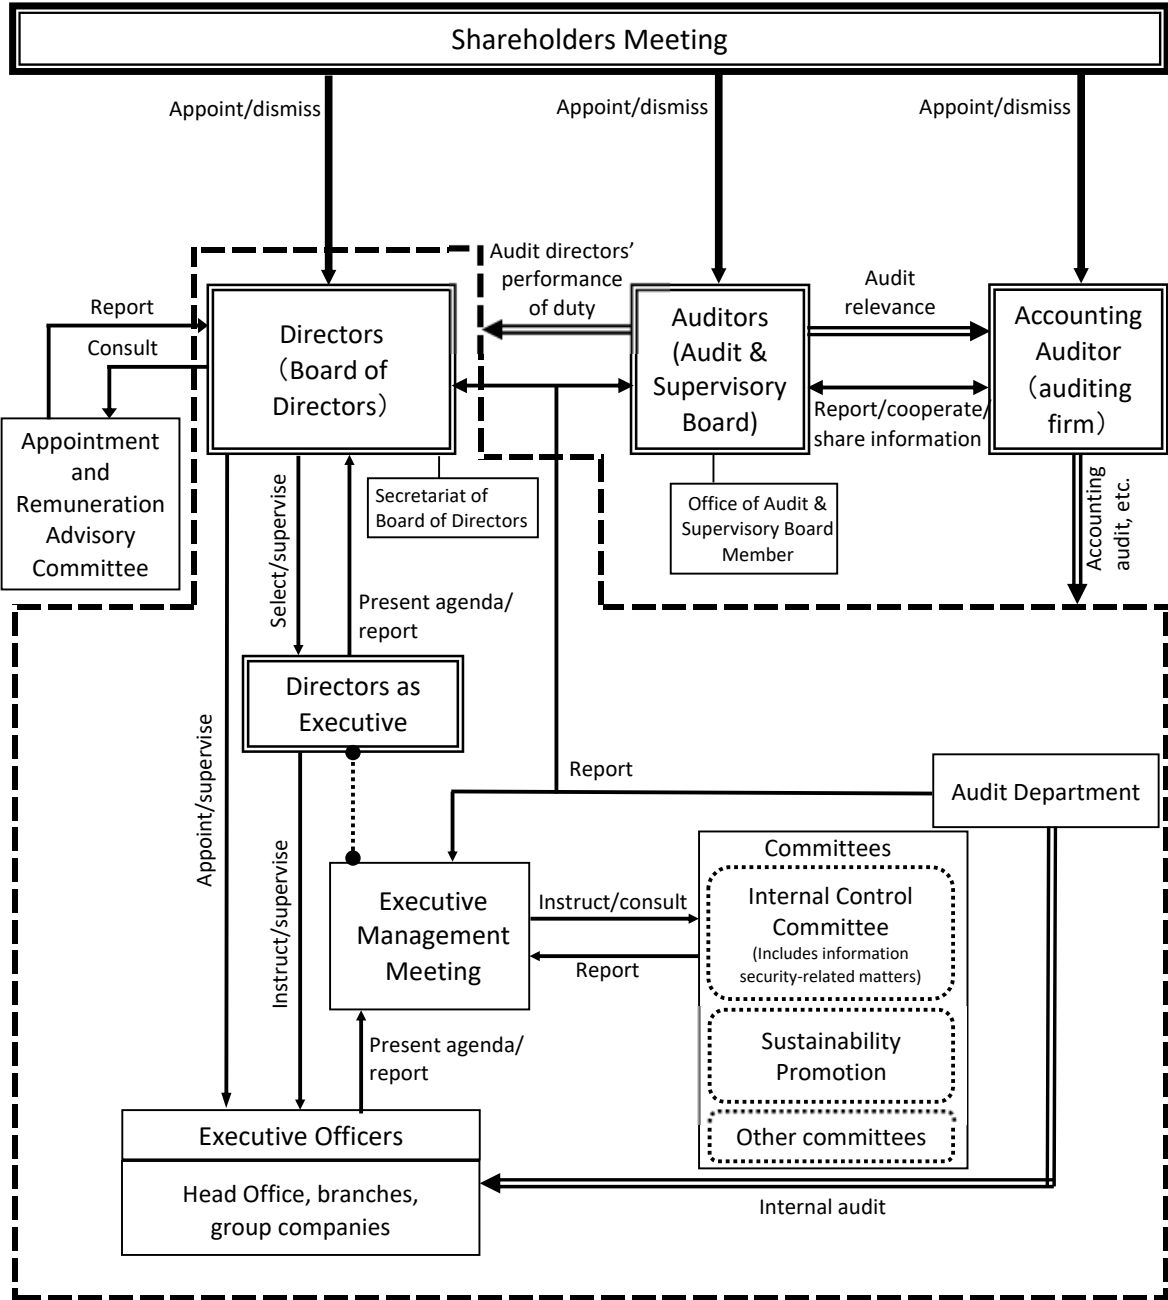 Shareholders Meeting
Appoint/dismiss
Appoint/dismiss
Appoint/dismiss
Audit directors’
performance
of duty
Audit
relevance
Report
Consult
Directors
（Board of
Directors）
Auditors
(Audit &
Supervisory
Board)
Accounting
Auditor
（auditing
firm）
Report/cooperate/
share information
Appointment
and
Remuneration
Advisory
Committee
Secretariat of
Board of Directors
Office of Audit &
Supervisory Board
Member
Accounting
audit, etc.
Select/supervise
Present agenda/
report
Directors as
Executive
Appoint/supervise
Instruct/supervise
Report
Audit Department
Committees
Executive
Management
Meeting
Instruct/consult
Report
Internal Control
Committee
(Includes information
security-related matters)
Sustainability
Promotion
Other committees
Present agenda/
report
Executive Officers
Head Office, branches,
group companies
Internal audit